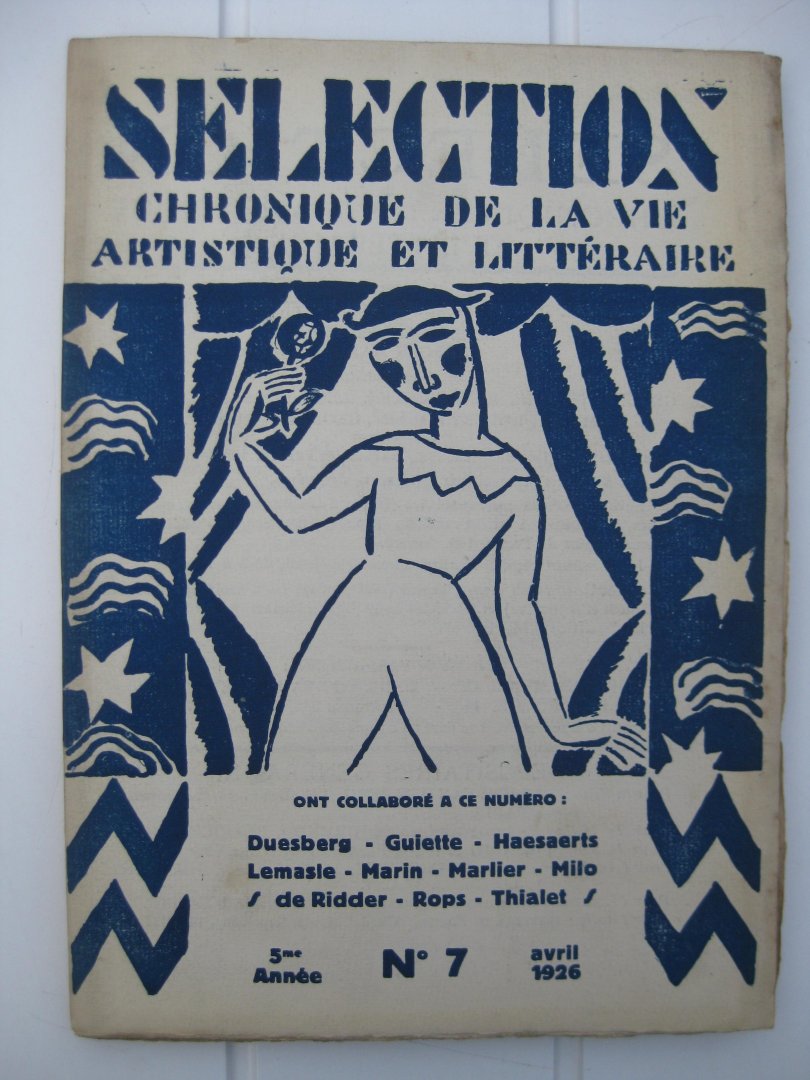 SELECTION
CHRONIQUE DE LA VIE
ARTISTIQUE ET LITTÉRAIRE
ONT COLLABORÉ A CE NUMÉRO :
Duesberg - Guiette - Haesaerts
Lemasle - Marin - Marlier - Milo
/ de Ridder - Rops - Thialet /
5me Année
N° 7
avril 1926